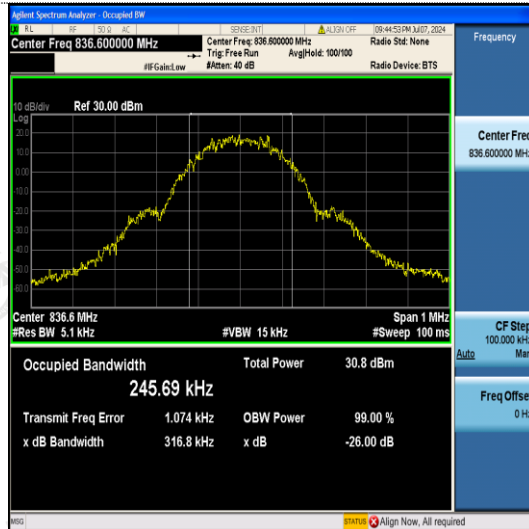 Agilent Spectrum Analyzer - Occupied BW
RL RF 50 Ω AC SENSE:INT ALIGN OFF 09:44:53 PM Jul 07, 2024
Center Freq 836.600000 MHz Center Freq: 836.600000 MHz Radio Std: None Frequency
Trig: Free Run Avg|Hold: 100/100
#IFGain:Low #Atten: 40 dB Radio Device: BTS
10 dB/div Ref 30.00 dBm
Log
20.0
10.0
0.00
-10.0
-20.0
-30.0
-40.0
-50.0
-60.0
Center Freq
836.600000 MHz
Center 836.6 MHz Span 1 MHz
#Res BW 5.1 kHz #VBW 15 kHz #Sweep 100 ms
CF Step
100.000 kHz
Auto Man
Occupied Bandwidth Total Power 30.8 dBm
245.69 kHz
Transmit Freq Error 1.074 kHz OBW Power 99.00 %
x dB Bandwidth 316.8 kHz x dB -26.00 dB
Freq Offset
0 Hz
MSG STATUS Align Now, All required